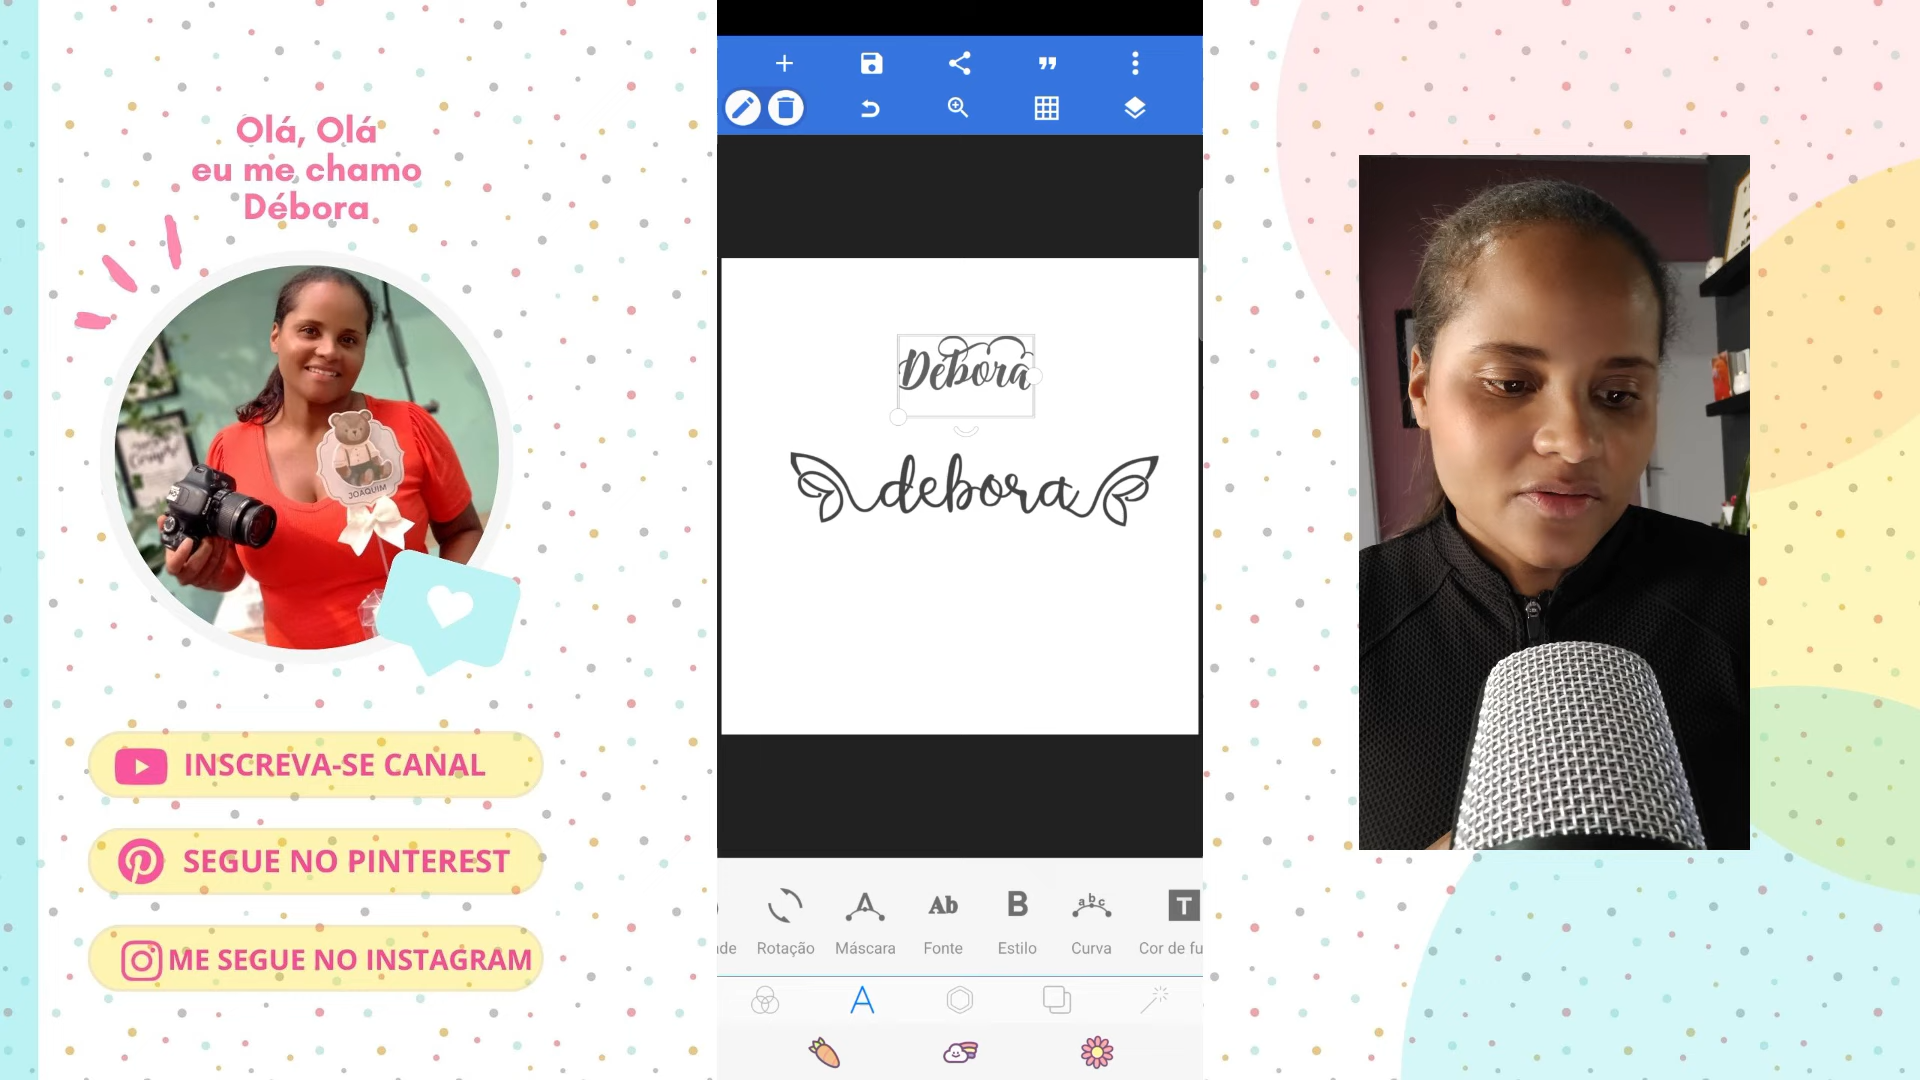 Olá, Olá
eu me chamo
Débora
JOAQUIM
INSCREVA-SE CANAL
SEGUE NO PINTEREST
ME SEGUE NO INSTAGRAM
Débora
debora
Rotação
Máscara
Ab
Fonte
B
Estilo
abc
Curva
T
Cor de fu